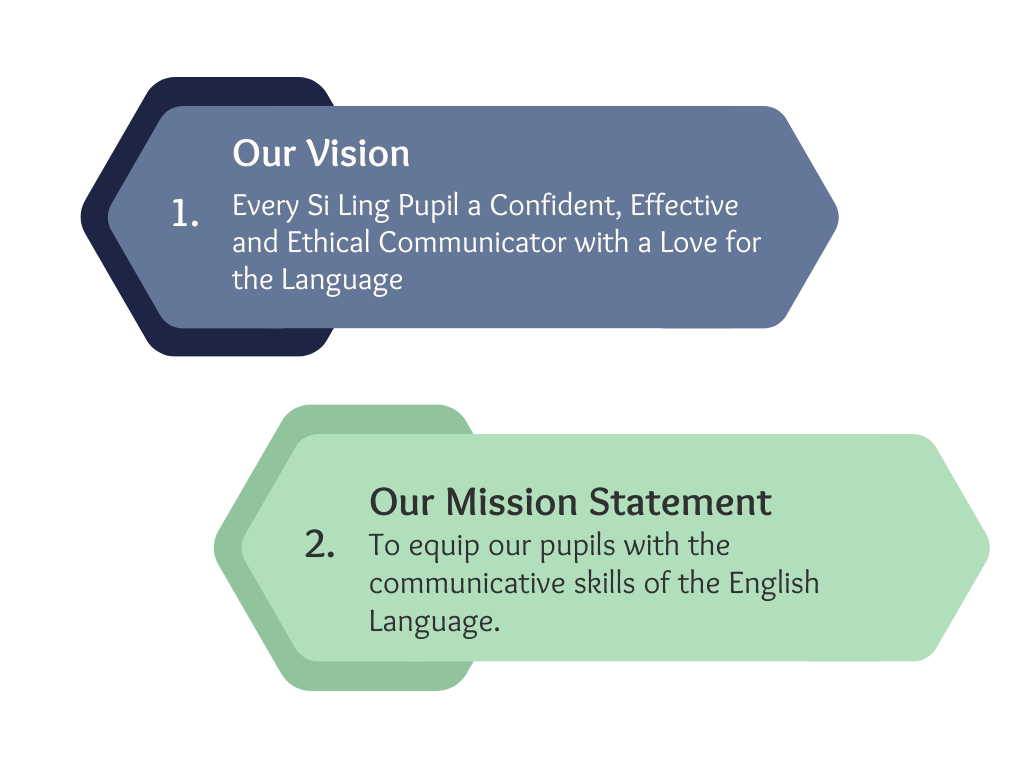 Our Vision
1.
Every Si Ling Pupil a Confident, Effective
and Ethical Communicator with a Love for
the Language
Our Mission Statement
2.
To equip our pupils with the
communicative skills of the English
Language.